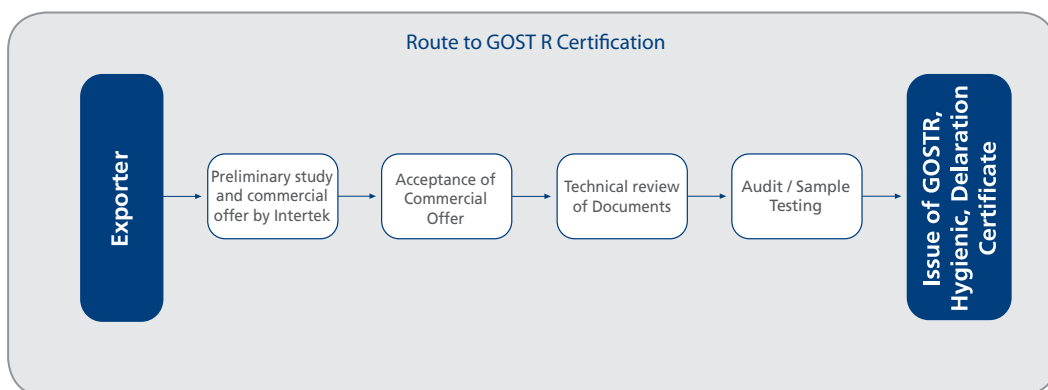 Route to GOST R Certification
Exporter
Preliminary study
and commercial
offer by Intertek
Acceptance of
Commercial
Offer
Technical review
of Documents
Audit / Sample
Testing
Issue of GOSTR,
Hygienic, Delaration
Certificate